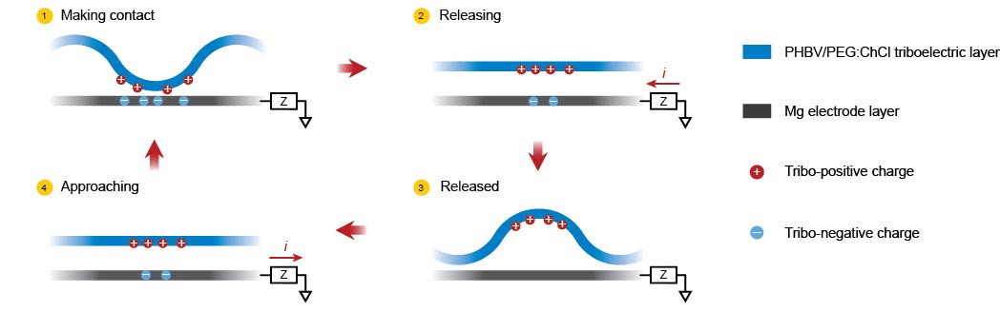 1 Making contact
Z
2 Releasing
i
Z
PHBV/PEG:ChCl triboelectric layer
Mg electrode layer
Tribo-positive charge
Tribo-negative charge
4 Approaching
i
Z
3 Released
Z